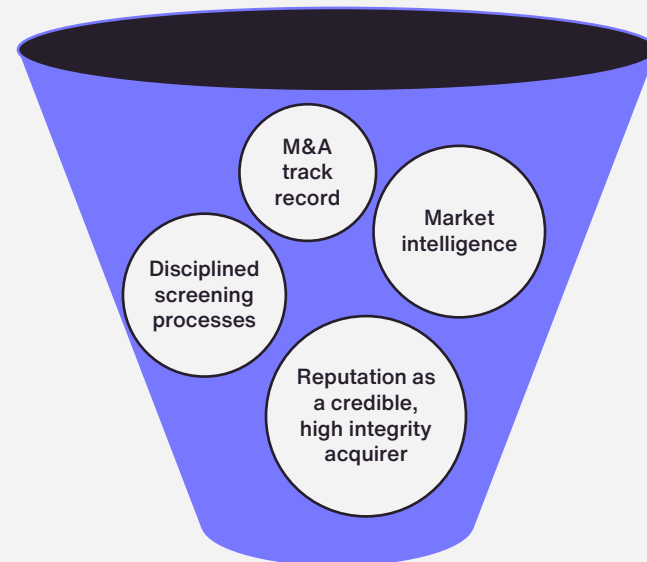 M&A
track
record
Market
intelligence
Disciplined
screening
processes
Reputation as
a credible,
high integrity
acquirer